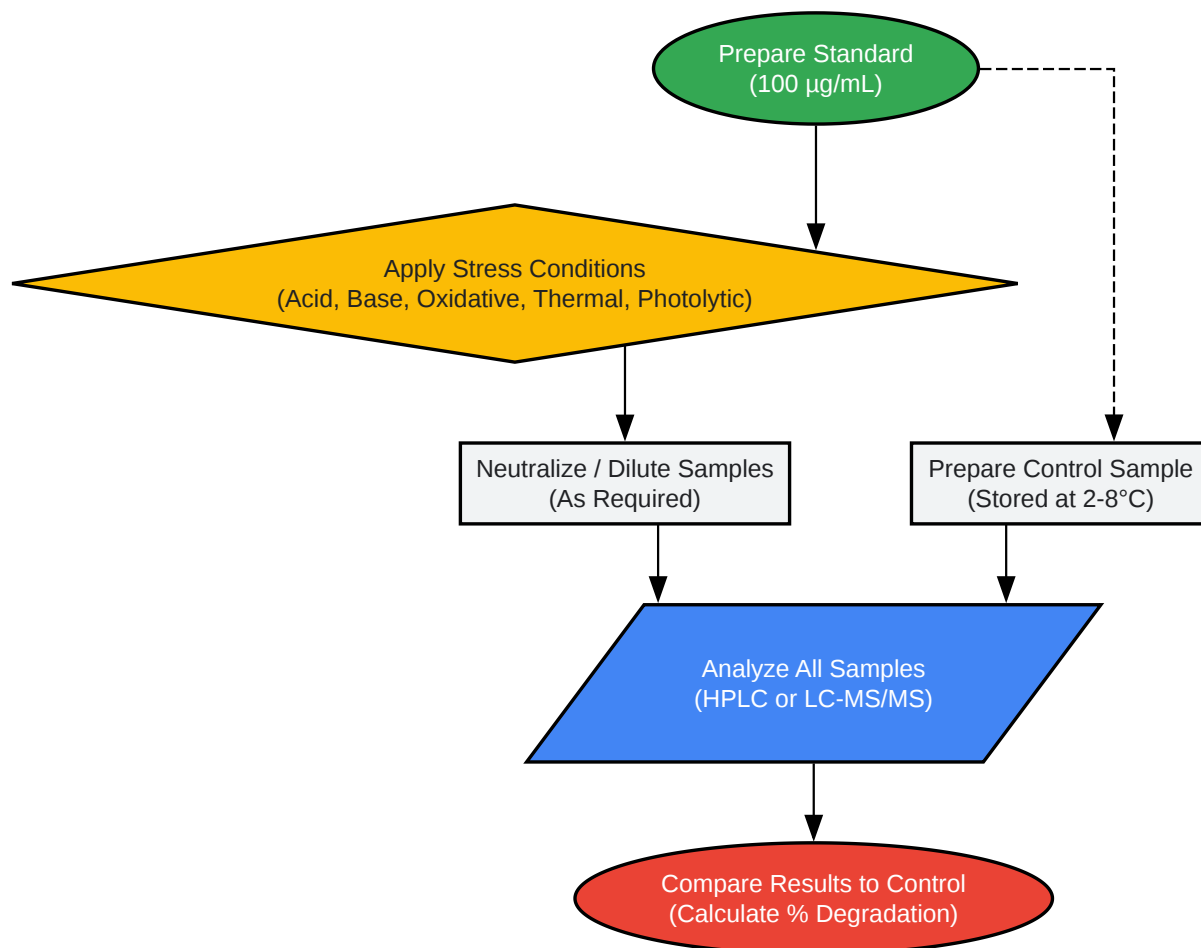 Prepare Standard
(100 µg/mL)
Apply Stress Conditions
(Acid, Base, Oxidative, Thermal, Photolytic)
Neutralize / Dilute Samples
(As Required)
Prepare Control Sample
(Stored at 2-8°C)
Analyze All Samples
(HPLC or LC-MS/MS)
Compare Results to Control
(Calculate % Degradation)